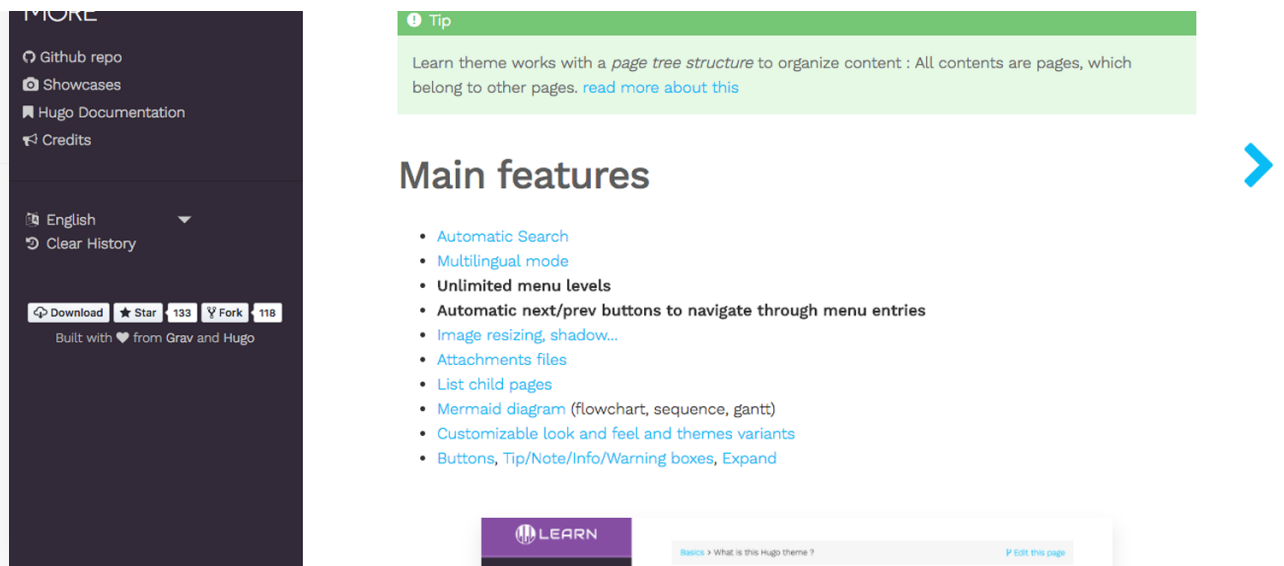 MORE
Github repo
Showcases
Hugo Documentation
Credits
English
Clear History
Download Star 133 Fork 118
Built with from Grav and Hugo
Tip
Learn theme works with a page tree structure to organize content : All contents are pages, which
belong to other pages. read more about this
Main features
Automatic Search
Multilingual mode
Unlimited menu levels
Automatic next/prev buttons to navigate through menu entries
Image resizing, shadow...
Attachments files
List child pages
Mermaid diagram (flowchart, sequence, gantt)
Customizable look and feel and themes variants
Buttons, Tip/Note/Info/Warning boxes, Expand
LEARN
Basics > What is this Hugo theme ? Edit this page